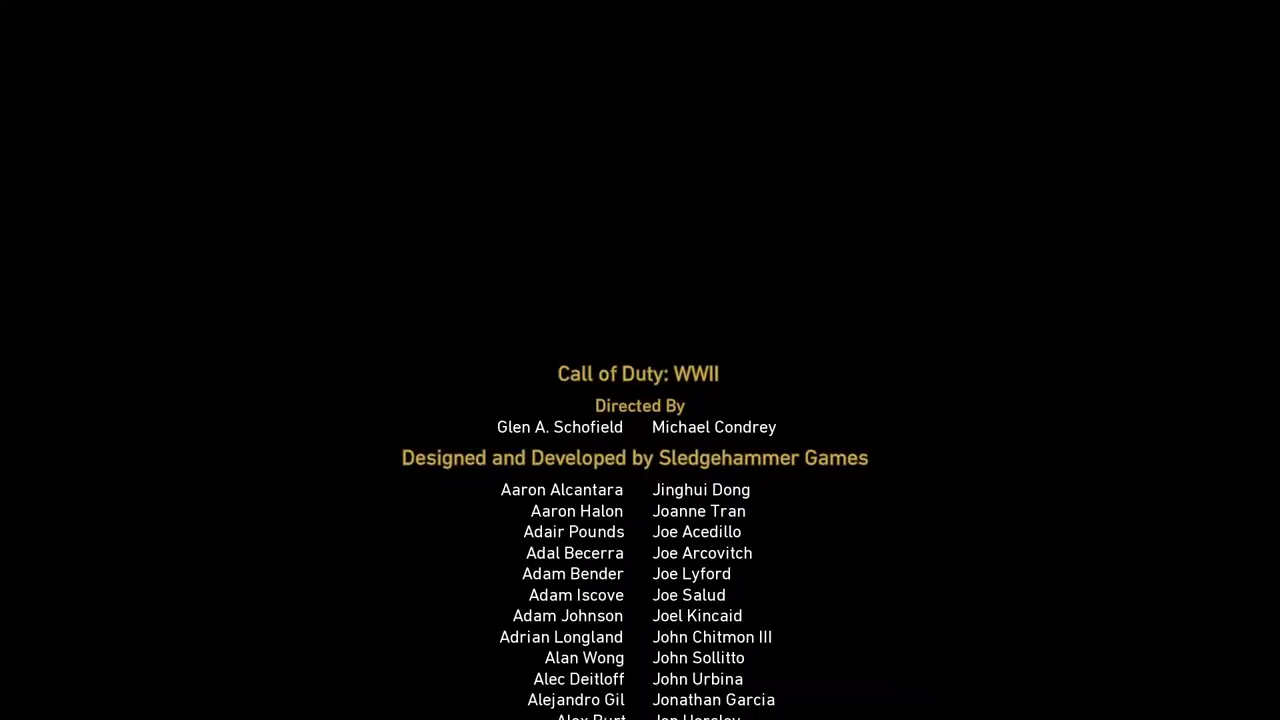 Call of Duty: WWII
Directed By
Glen A. Schofield Michael Condrey
Designed and Developed by Sledgehammer Games
Aaron Alcantara Jinghui Dong
Aaron Halon Joanne Tran
Adair Pounds Joe Acedillo
Adal Becerra Joe Arcovitch
Adam Bender Joe Lyford
Adam Iscove Joe Salud
Adam Johnson Joel Kincaid
Adrian Longland John Chitmon III
Alan Wong John Sollitto
Alec Deitloff John Urbina
Alejandro Gil Jonathan Garcia